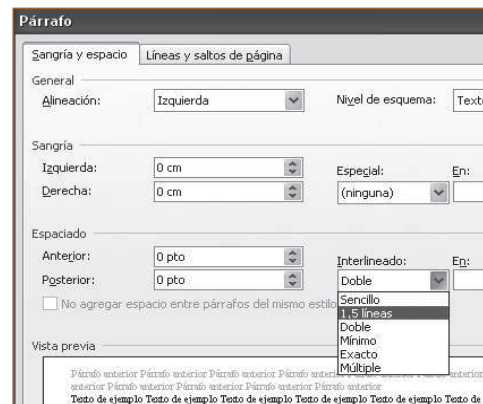 Párrafo
Sangría y espacio Líneas y saltos de página
General
Alineación: Izquierda Nivel de esquema: Texto
Sangría
Izquierda: 0 cm Especial: En:
Derecha: 0 cm (ninguna)
Espaciado
Anterior: 0 pto Interlineado: En:
Posterior: 0 pto Doble
No agregar espacio entre párrafos del mismo estilo
Sencillo
1,5 líneas
Doble
Mínimo
Exacto
Múltiple
Vista previa
Párrafo anterior Párrafo anterior Párrafo anterior Párrafo anterior anterior
anterior Párrafo anterior Párrafo anterior Párrafo anterior Párrafo anterior
Texto de ejemplo Texto de ejemplo Texto de ejemplo Texto de ejemplo Texto de ejemplo Texto de